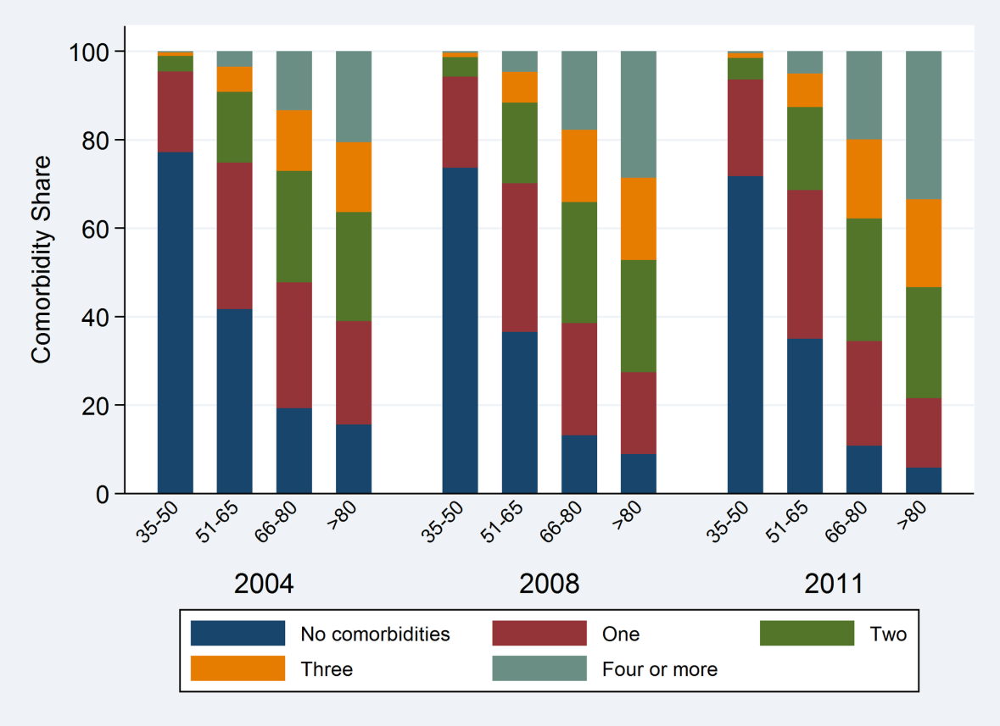 Comorbidity Share
100
80
60
40
20
0
35-50 51-65 66-80 >80 35-50 51-65 66-80 >80 35-50 51-65 66-80 >80
2004 2008 2011
No comorbidities One Two
Three Four or more